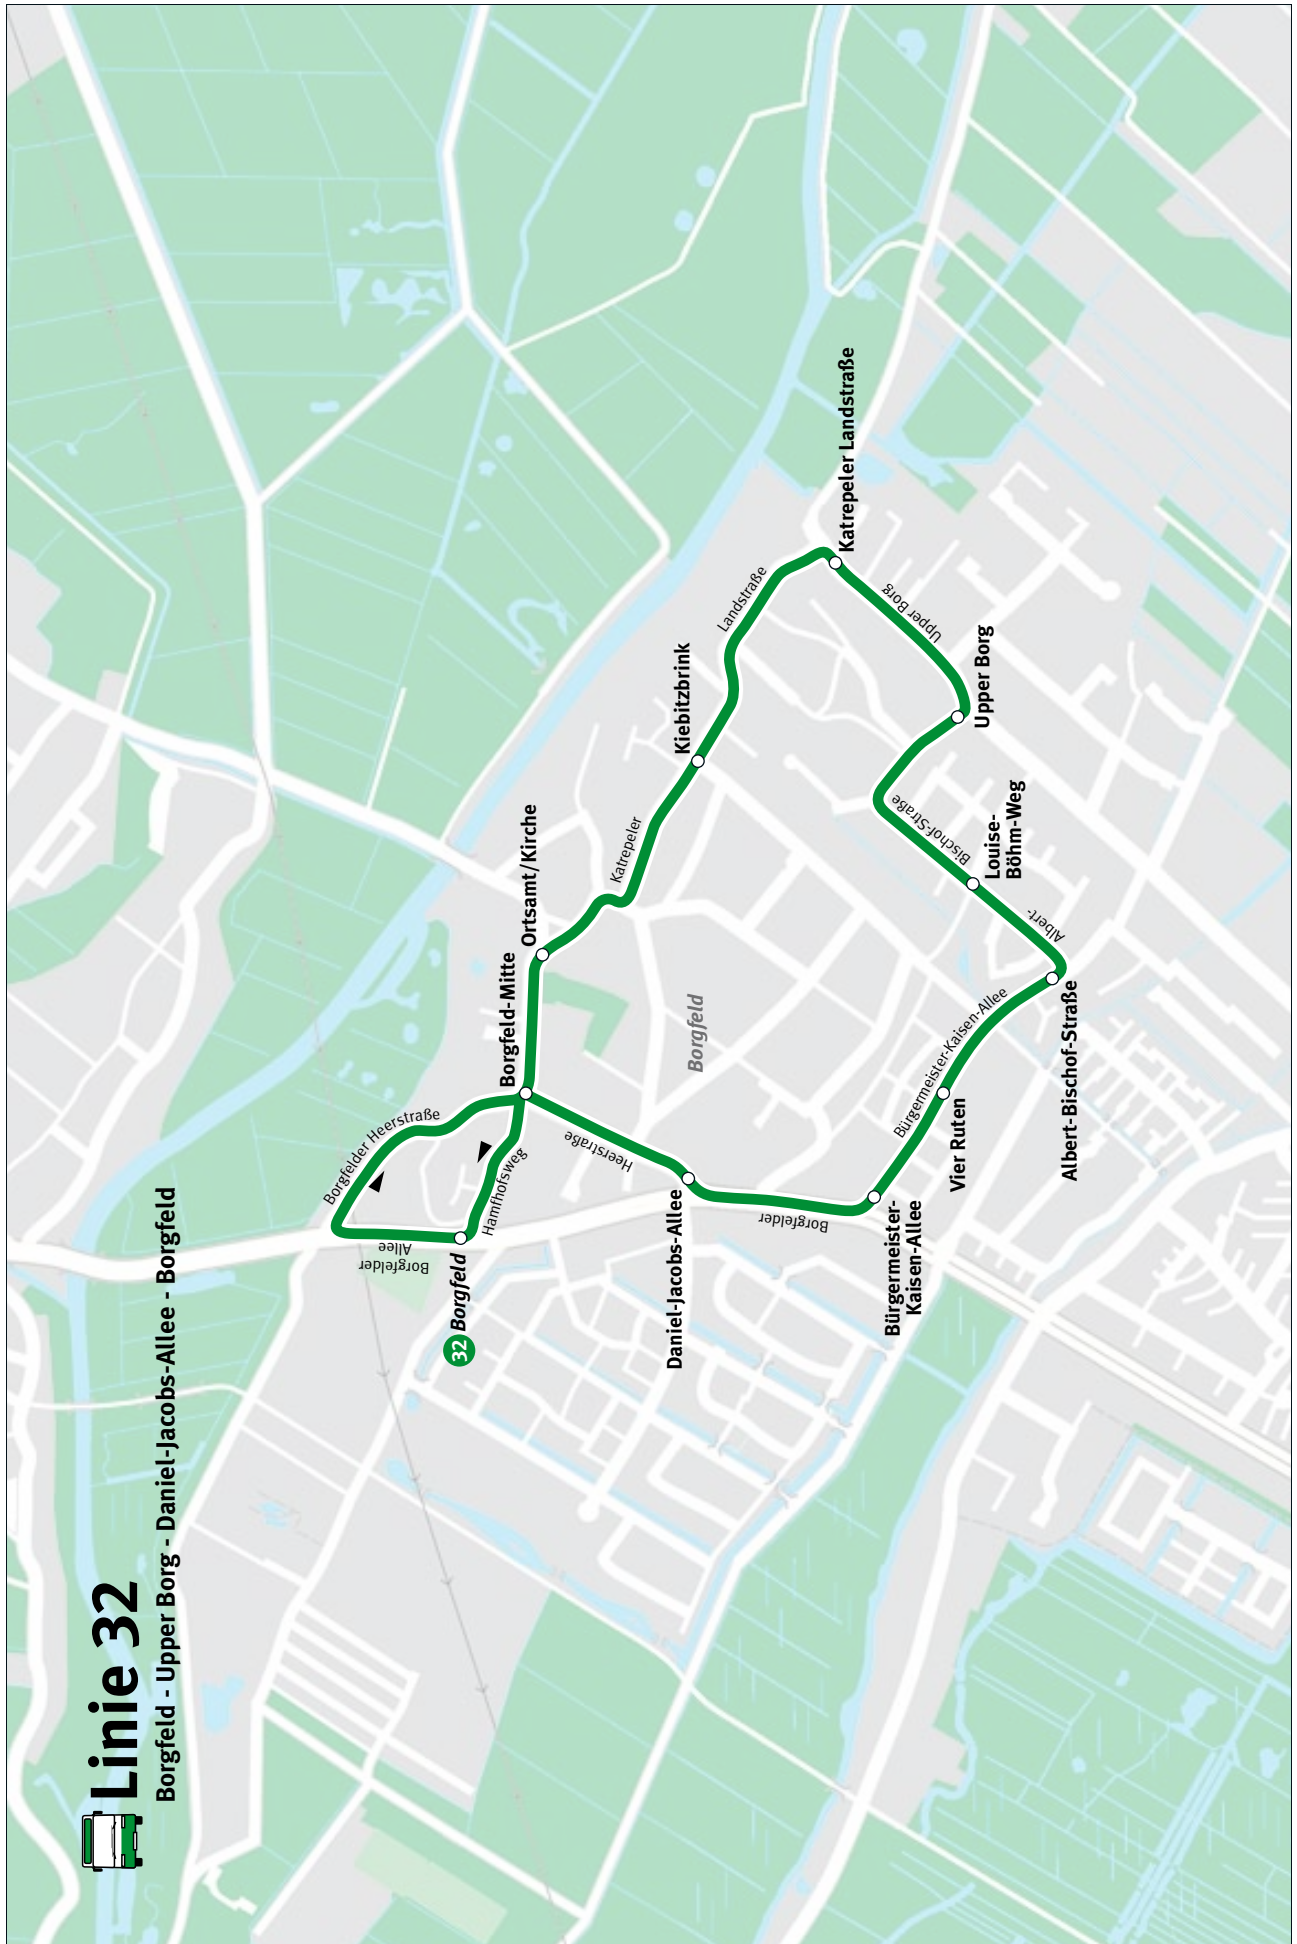 Linie 32
Borgfeld - Upper Borg - Daniel-Jacobs-Allee - Borgfeld
32 Borgfeld
Borgfelder
Allee
Borgfelder Heerstraße
Hamfhofsweg
Borgfeld-Mitte
Ortsamt/Kirche
Katrepeler
Kiebitzbrink
Landstraße
Katrepeler Landstraße
Upper Borg
Upper Borg
Bischof-Straße
Louise-
Böhm-Weg
Albert-
Albert-Bischof-Straße
Bürgermeister-Kaisen-Allee
Vier Ruten
Bürgermeister-
Kaisen-Allee
Borgfelder
Daniel-Jacobs-Allee
Heerstraße
Borgfeld